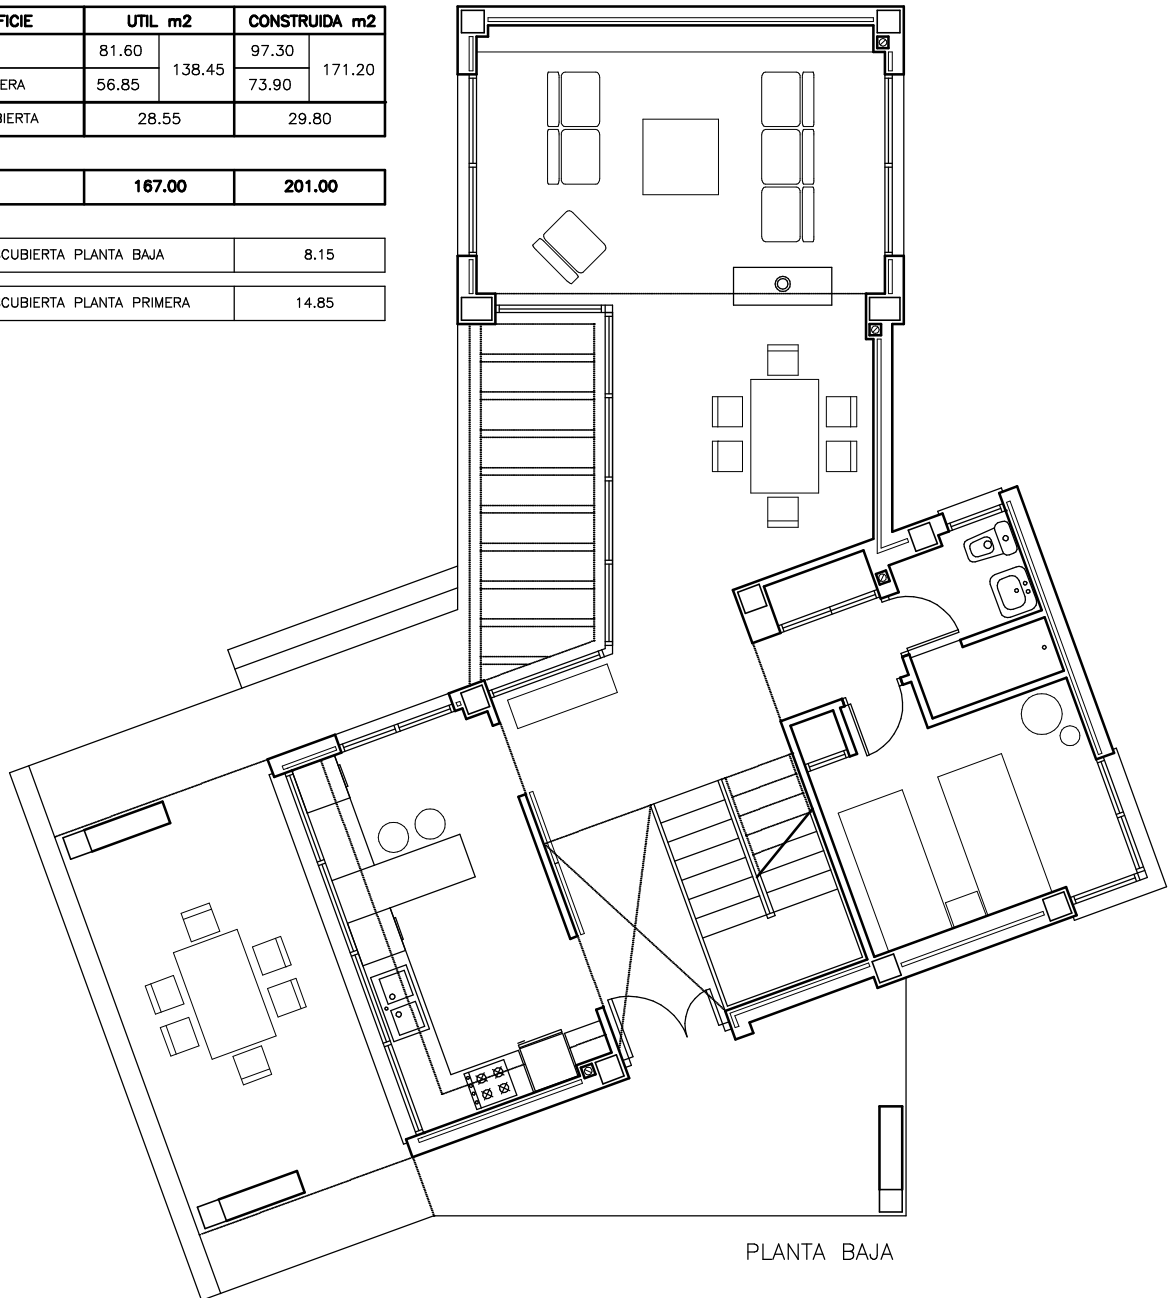 FICIE UTIL m2 CONSTRUIDA m2
81.60 138.45 97.30 171.20
ERA 56.85 73.90
BIERTA 28.55 29.80
167.00 201.00
CUBIERTA PLANTA BAJA 8.15
CUBIERTA PLANTA PRIMERA 14.85
PLANTA BAJA